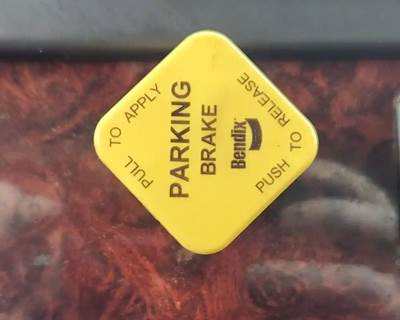 PULL TO APPLY
PARKING
BRAKE
Bendix
PUSH TO RELEASE